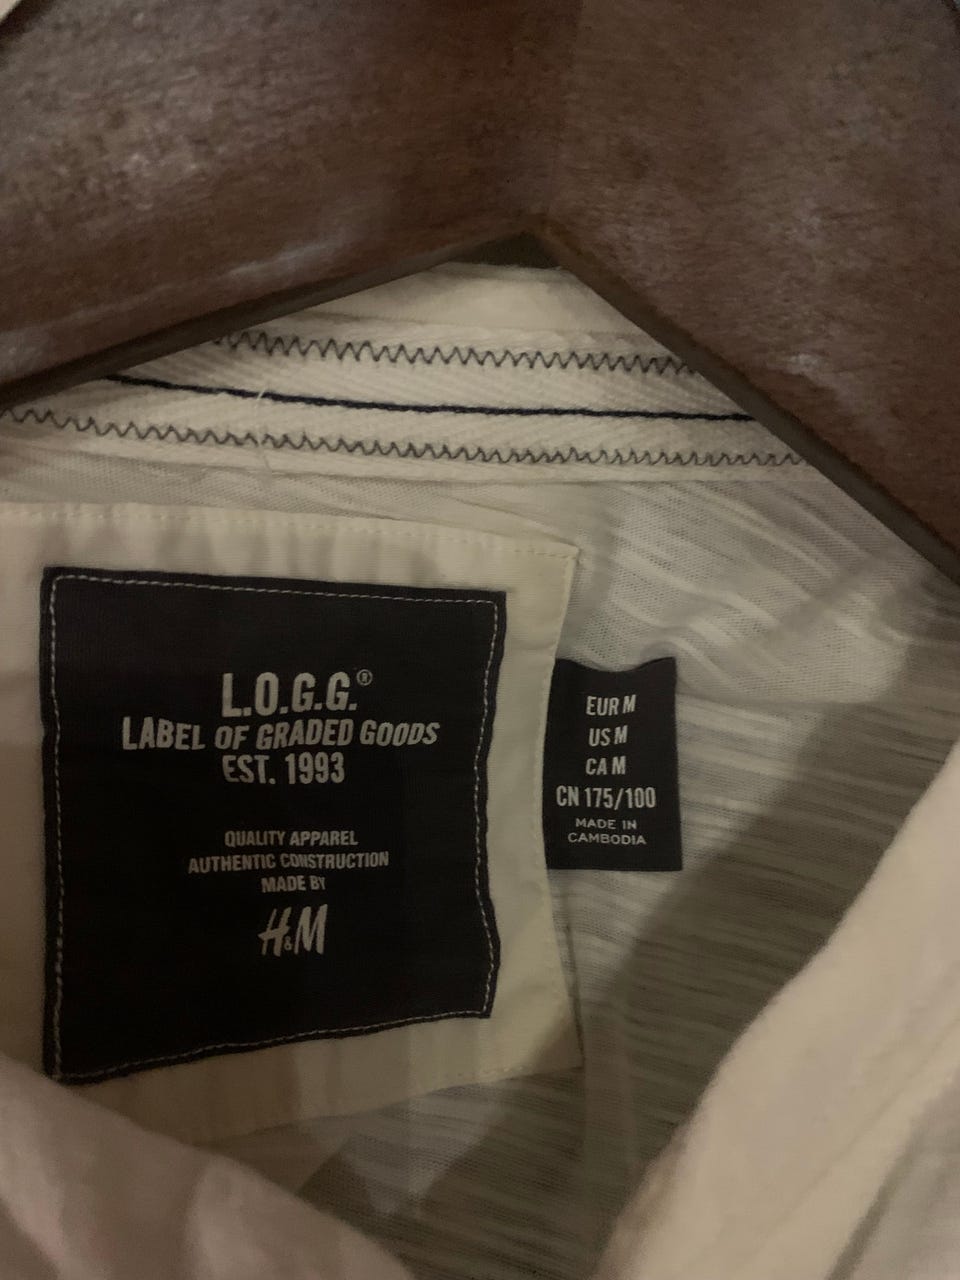 L.O.G.G.®
LABEL OF GRADED GOODS
EST. 1993
QUALITY APPAREL
AUTHENTIC CONSTRUCTION
MADE BY
H&M
EUR M
US M
CA M
CN 175/100
MADE IN
CAMBODIA